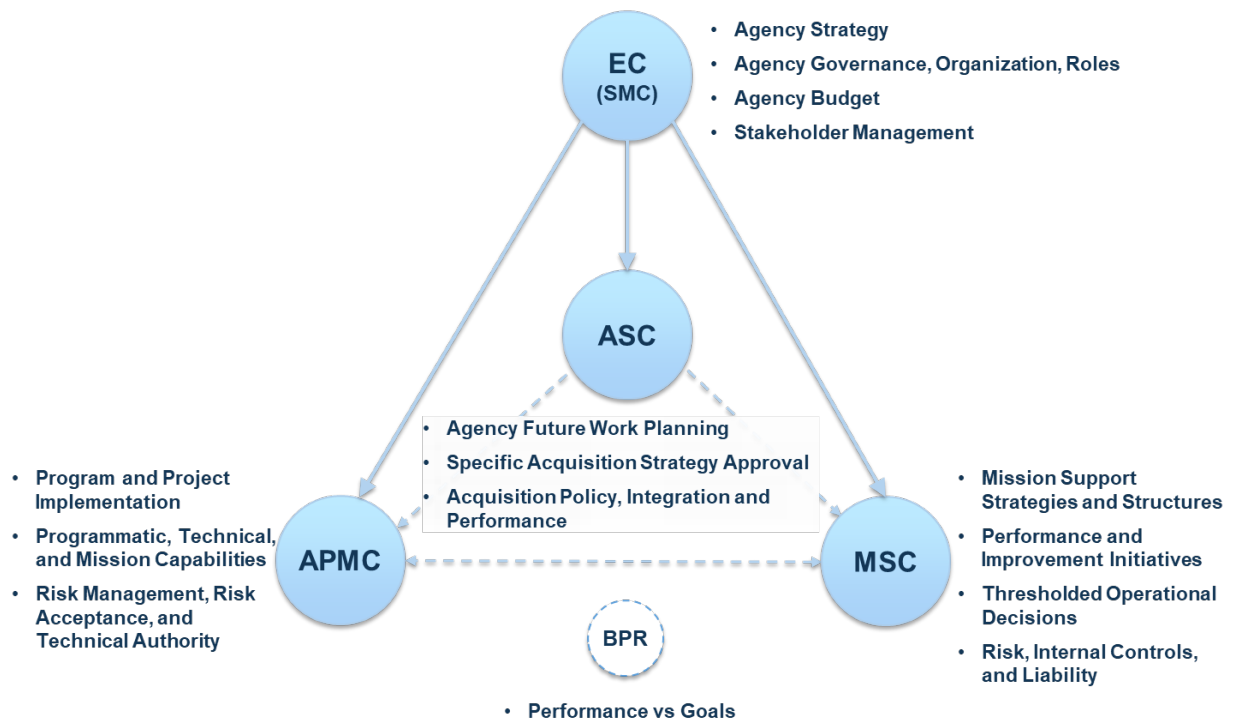 EC
(SMC)
• Agency Strategy
• Agency Governance, Organization, Roles
• Agency Budget
• Stakeholder Management
ASC
• Agency Future Work Planning
• Specific Acquisition Strategy Approval
• Acquisition Policy, Integration and
Performance
• Program and Project
Implementation
• Programmatic, Technical,
and Mission Capabilities
• Risk Management, Risk
Acceptance, and
Technical Authority
APMC
MSC
• Mission Support
Strategies and Structures
• Performance and
Improvement Initiatives
• Thresholded Operational
Decisions
• Risk, Internal Controls,
and Liability
BPR
• Performance vs Goals